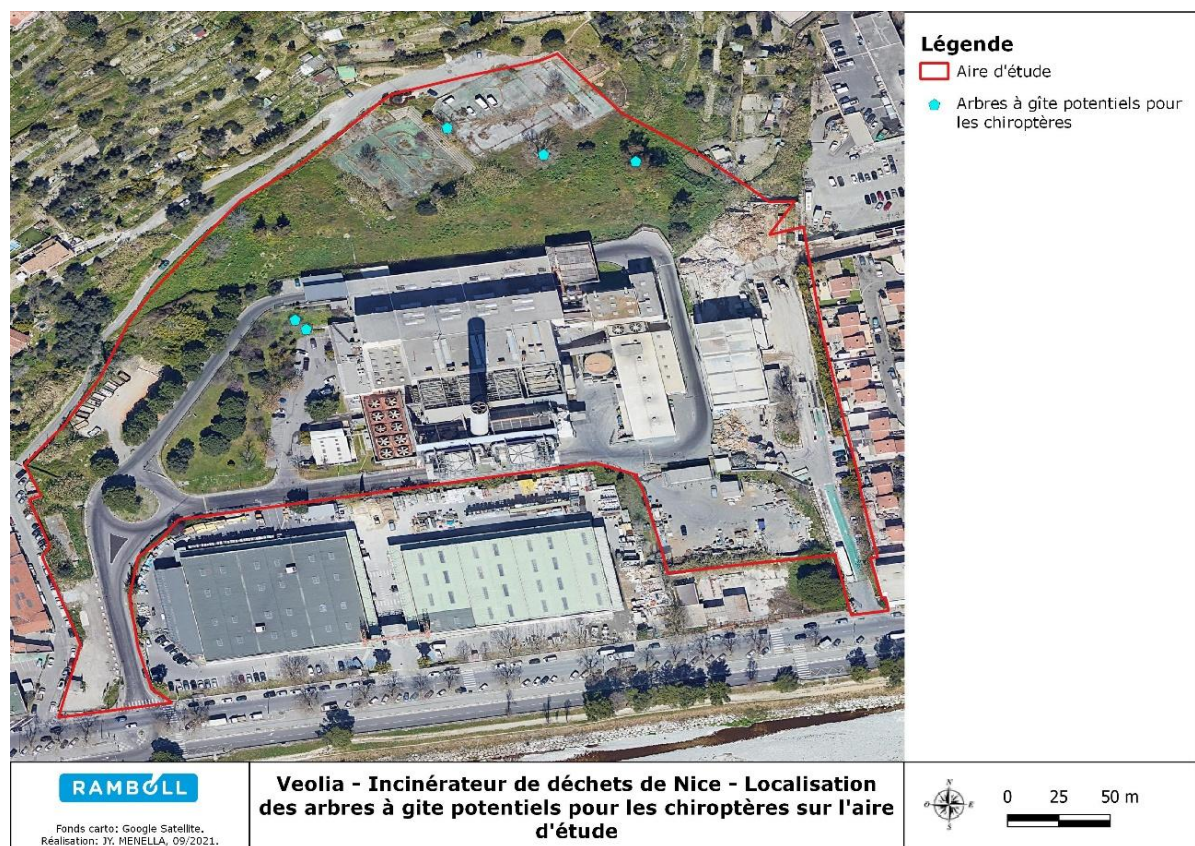 Légende
Aire d'étude
Arbres à gîte potentiels pour
les chiroptères
RAMBOLL
Fonds carto: Google Satellite.
Réalisation: JY. MENELLA, 09/2021.
Veolia - Incinérateur de déchets de Nice - Localisation
des arbres à gite potentiels pour les chiroptères sur l'aire
d'étude
N
O
E
S
0 25 50 m